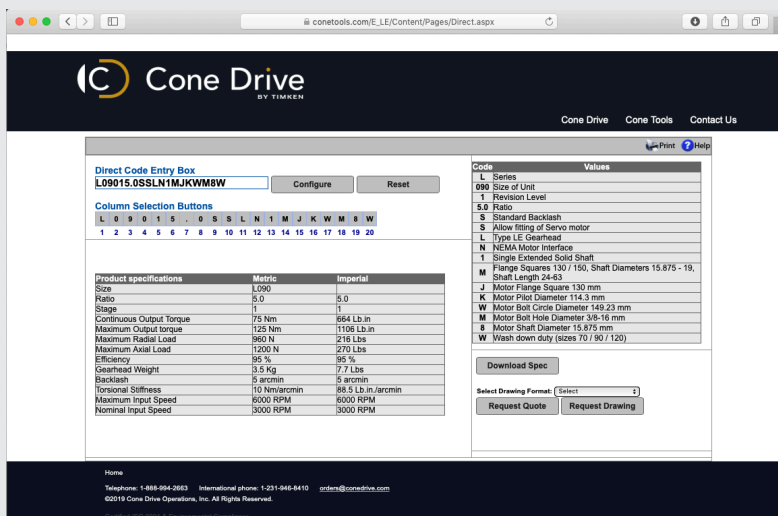 conetools.com/E_LE/Content/Pages/Direct.aspx
Cone Drive
BY TIMKEN
Cone Drive Cone Tools Contact Us
Print Help
Direct Code Entry Box
L09015.0SSLN1MJKWM8W Configure Reset
Column Selection Buttons
L 0 9 0 1 5 . 0 S S L N 1 M J K W M 8 W
1 2 3 4 5 6 7 8 9 10 11 12 13 14 15 16 17 18 19 20
Product specifications Metric Imperial
Size L090
Ratio 5.0 5.0
Stage 1 1
Continuous Output Torque 75 Nm 664 Lb.in
Maximum Output torque 125 Nm 1106 Lb.in
Maximum Radial Load 960 N 216 Lbs
Maximum Axial Load 1200 N 270 Lbs
Efficiency 95 % 95 %
Gearhead Weight 3.5 Kg 7.7 Lbs
Backlash 5 arcmin 5 arcmin
Torsional Stiffness 10 Nm/arcmin 88.5 Lb.in./arcmin
Maximum Input Speed 6000 RPM 6000 RPM
Nominal Input Speed 3000 RPM 3000 RPM
Code Values
L Series
090 Size of Unit
1 Revision Level
5.0 Ratio
S Standard Backlash
S Allow fitting of Servo motor
L Type LE Gearhead
N NEMA Motor Interface
1 Single Extended Solid Shaft
M Flange Squares 130 / 150, Shaft Diameters 15.875 - 19,
Shaft Length 24-63
J Motor Flange Square 130 mm
K Motor Pilot Diameter 114.3 mm
W Motor Bolt Circle Diameter 149.23 mm
M Motor Bolt Hole Diameter 3/8-16 mm
8 Motor Shaft Diameter 15.875 mm
W Wash down duty (sizes 70 / 90 / 120)
Download Spec
Select Drawing Format: Select
Request Quote Request Drawing
Home
Telephone: 1-888-994-2663 International phone: 1-231-946-8410 orders@conedrive.com
©2019 Cone Drive Operations, Inc. All Rights Reserved.